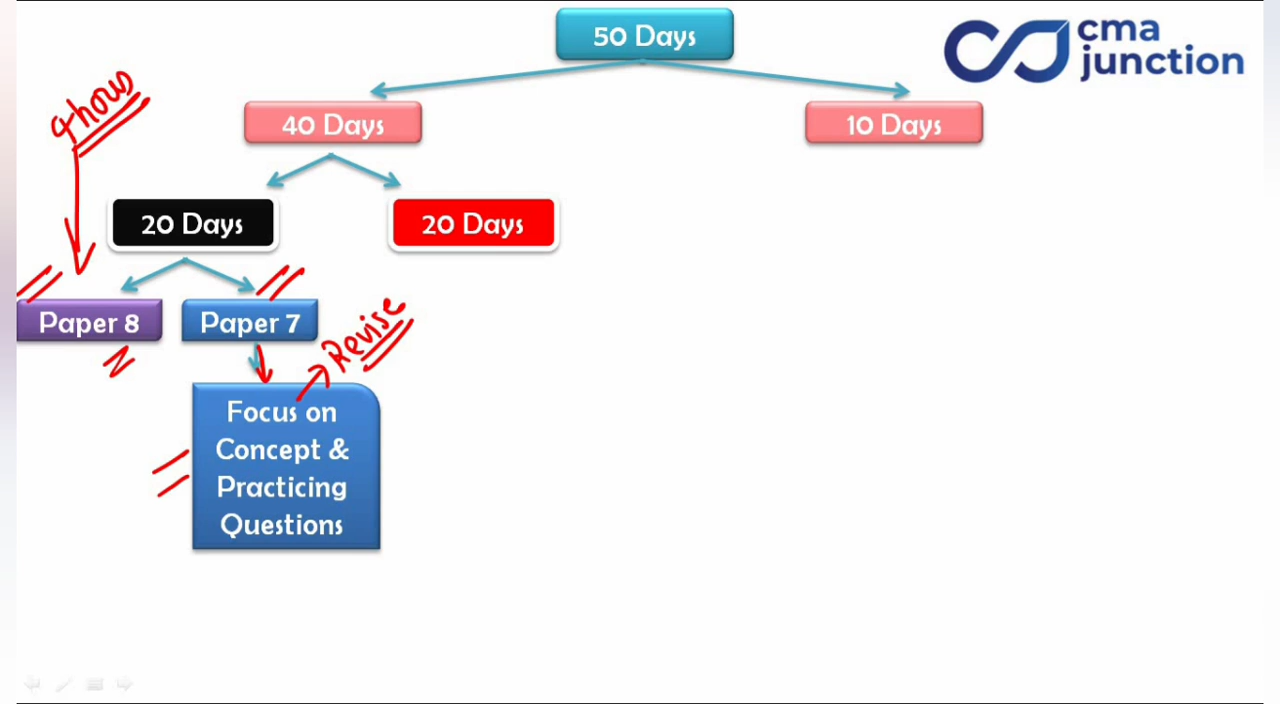 50 Days
cma
junction
40 Days
10 Days
20 Days
20 Days
Paper 8
Paper 7
Revise
Focus on
Concept &
Practicing
Questions